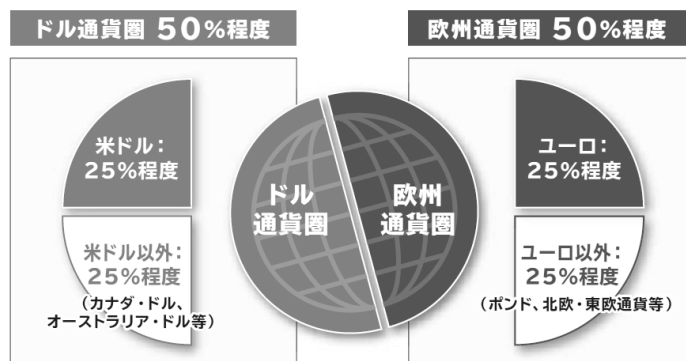 ドル通貨圏 50%程度
欧州通貨圏 50%程度
米ドル:
25%程度
米ドル以外:
25%程度
(カナダ・ドル、
オーストラリア・ドル等)
ドル
通貨圏
欧州
通貨圏
ユーロ:
25%程度
ユーロ以外:
25%程度
(ポンド、北欧・東欧通貨等)